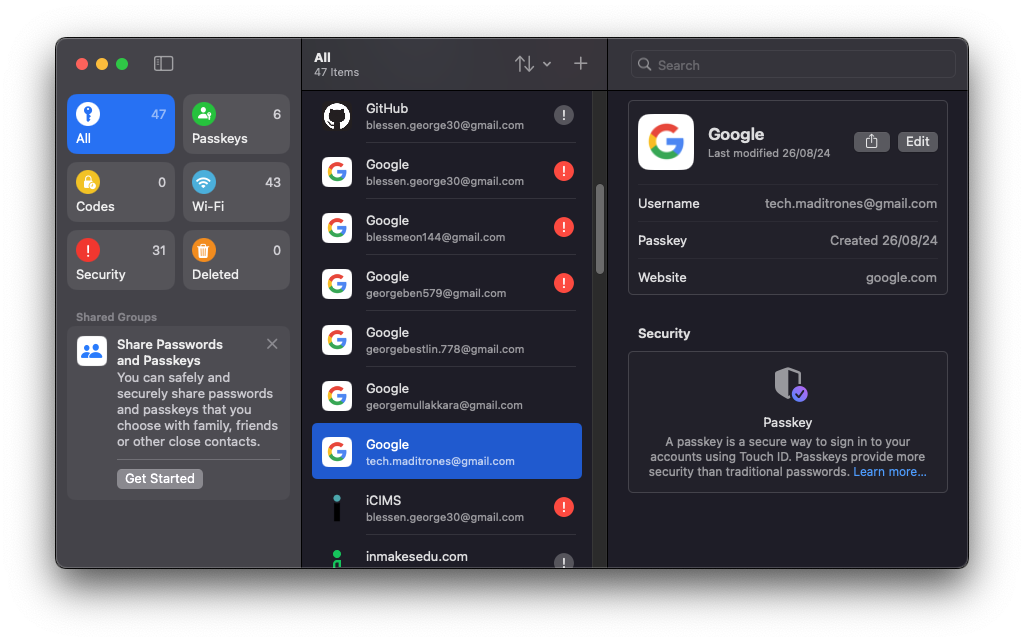 47
All
6
Passkeys
0
Codes
43
Wi-Fi
31
Security
0
Deleted
Shared Groups
Share Passwords
and Passkeys
You can safely and
securely share passwords
and passkeys that you
choose with family, friends
or other close contacts.
Get Started
All
47 Items
GitHub
blessen.george30@gmail.com
Google
blessen.george30@gmail.com
Google
blessmeon144@gmail.com
Google
georgeben579@gmail.com
Google
georgebestlin.778@gmail.com
Google
georgemullakkara@gmail.com
Google
tech.maditrones@gmail.com
iCIMS
blessen.george30@gmail.com
inmakesedu.com
Search
Google
Last modified 26/08/24
Edit
Username tech.maditrones@gmail.com
Passkey Created 26/08/24
Website google.com
Security
Passkey
A passkey is a secure way to sign in to your
accounts using Touch ID. Passkeys provide more
security than traditional passwords. Learn more...